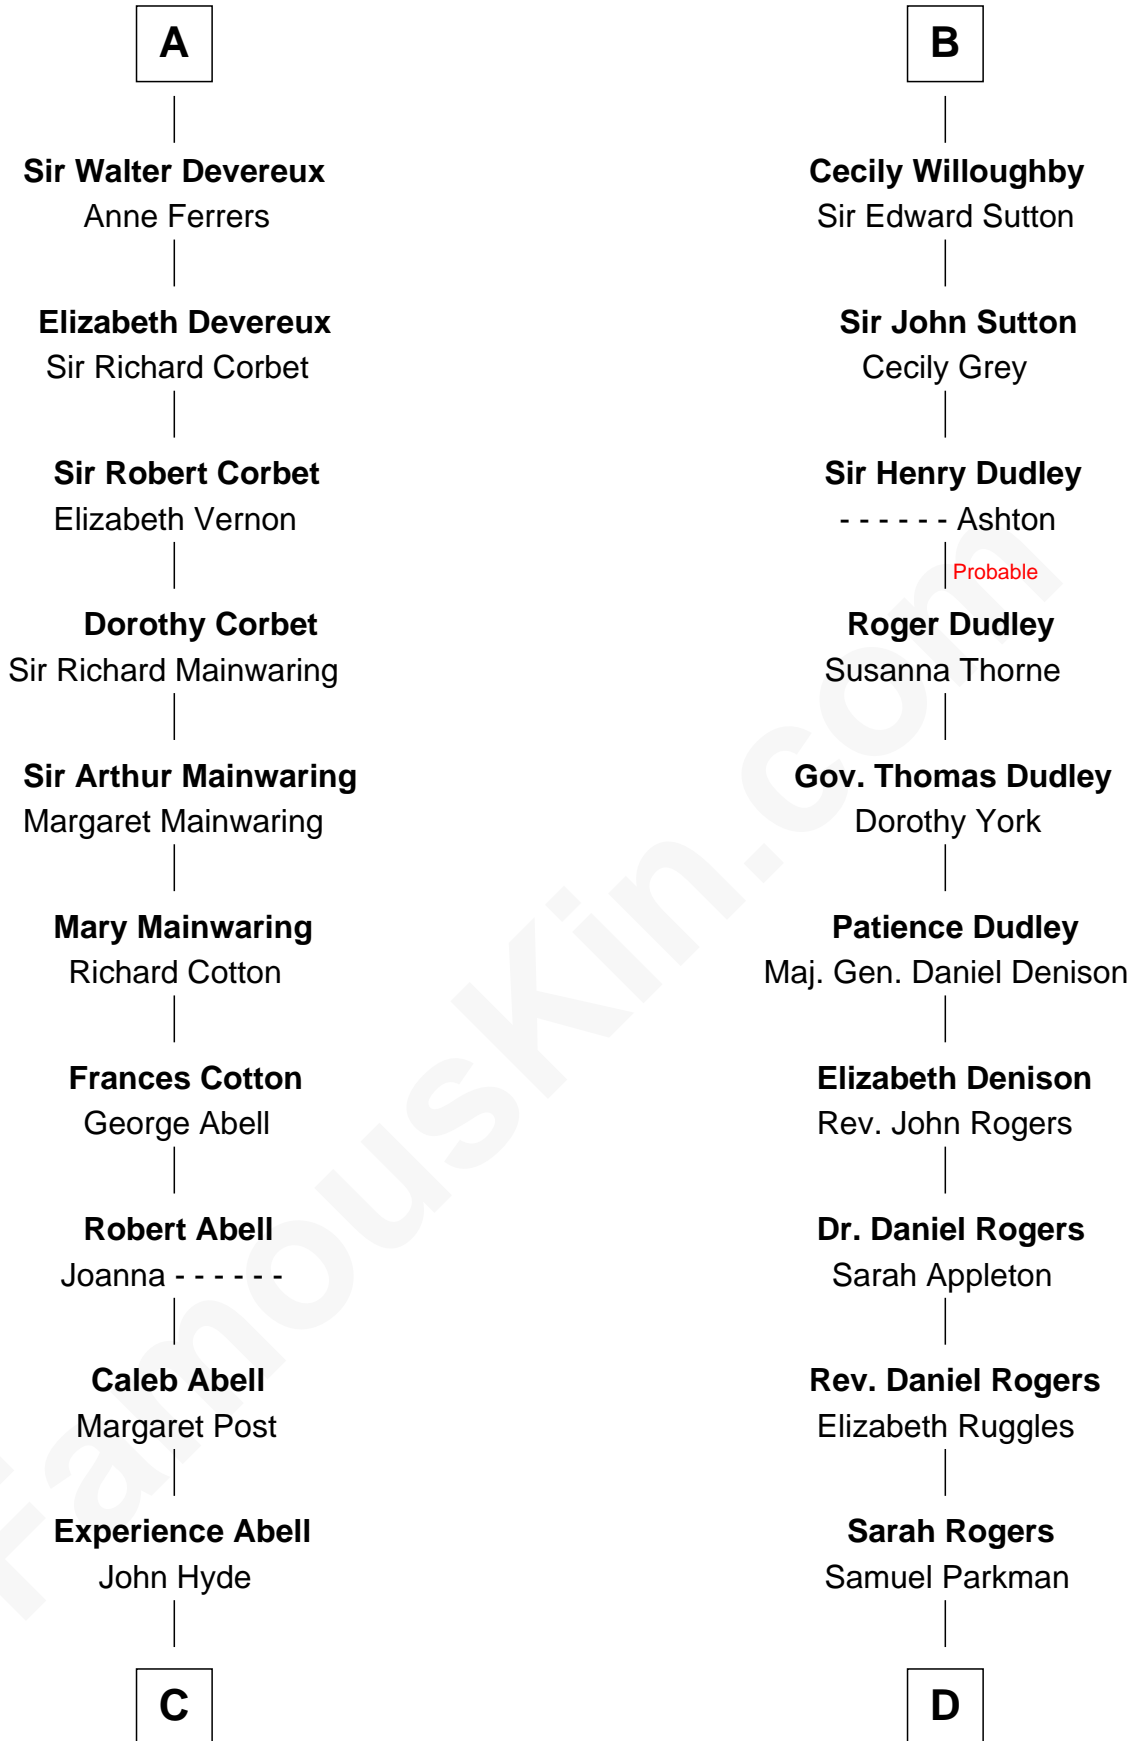 A
Sir Walter Devereux
Anne Ferrers
Elizabeth Devereux
Sir Richard Corbet
Sir Robert Corbet
Elizabeth Vernon
Dorothy Corbet
Sir Richard Mainwaring
Sir Arthur Mainwaring
Margaret Mainwaring
Mary Mainwaring
Richard Cotton
Frances Cotton
George Abell
Robert Abell
Joanna - - - - - -
Caleb Abell
Margaret Post
Experience Abell
John Hyde
C
B
Cecily Willoughby
Sir Edward Sutton
Sir John Sutton
Cecily Grey
Sir Henry Dudley
- - - - - - Ashton
Probable
Roger Dudley
Susanna Thorne
Gov. Thomas Dudley
Dorothy York
Patience Dudley
Maj. Gen. Daniel Denison
Elizabeth Denison
Rev. John Rogers
Dr. Daniel Rogers
Sarah Appleton
Rev. Daniel Rogers
Elizabeth Ruggles
Sarah Rogers
Samuel Parkman
D
FamousKin.com